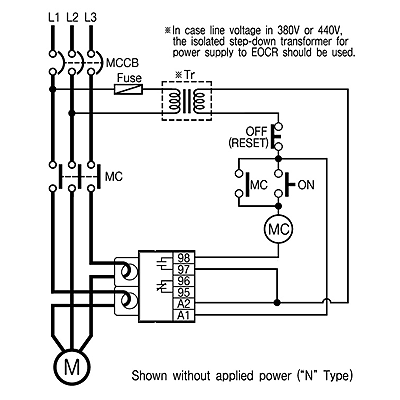 L1 L2 L3
※In case line voltage in 380V or 440V,
the isolated step-down transformer for
power supply to EOCR should be used.
MCCB
Fuse
※Tr
OFF
(RESET)
MC
MC
ON
MC
98
97
96
95
A2
A1
M
Shown without applied power ("N" Type)